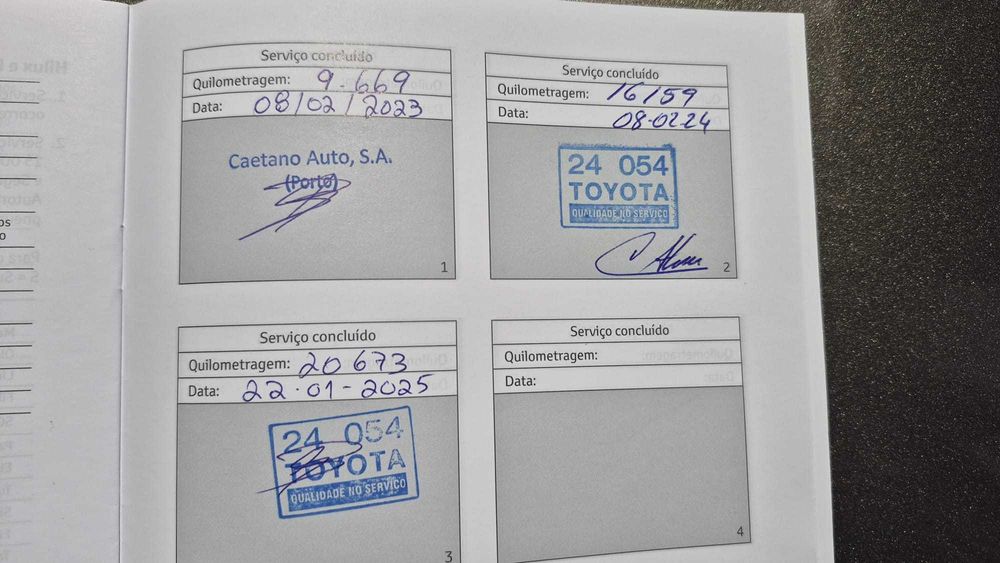 Serviço concluído
Quilometragem: 9.669
Data: 08/02/2023
Caetano Auto, S.A.
(Porto)
1
Serviço concluído
Quilometragem: 16159
Data: 08-02-24
24 054
TOYOTA
QUALIDADE NO SERVIÇO
2
Serviço concluído
Quilometragem: 20 673
Data: 22-01-2025
24 054
TOYOTA
QUALIDADE NO SERVIÇO
3
Serviço concluído
Quilometragem:
Data:
4